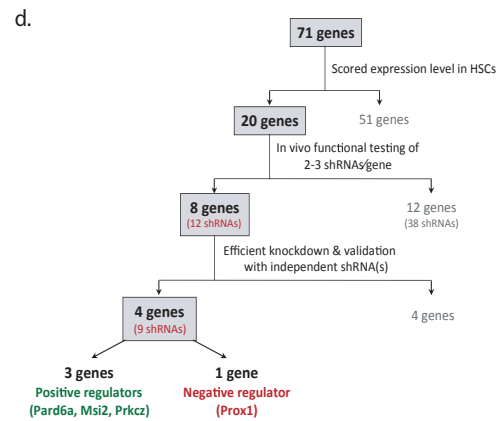 d.
71 genes
Scored expression level in HSCs
20 genes
51 genes
In vivo functional testing of
2-3 shRNAs/gene
8 genes
(12 shRNAs)
12 genes
(38 shRNAs)
Efficient knockdown & validation
with independent shRNA(s)
4 genes
(9 shRNAs)
4 genes
3 genes
Positive regulators
(Pard6a, Msi2, Prkcz)
1 gene
Negative regulator
(Prox1)